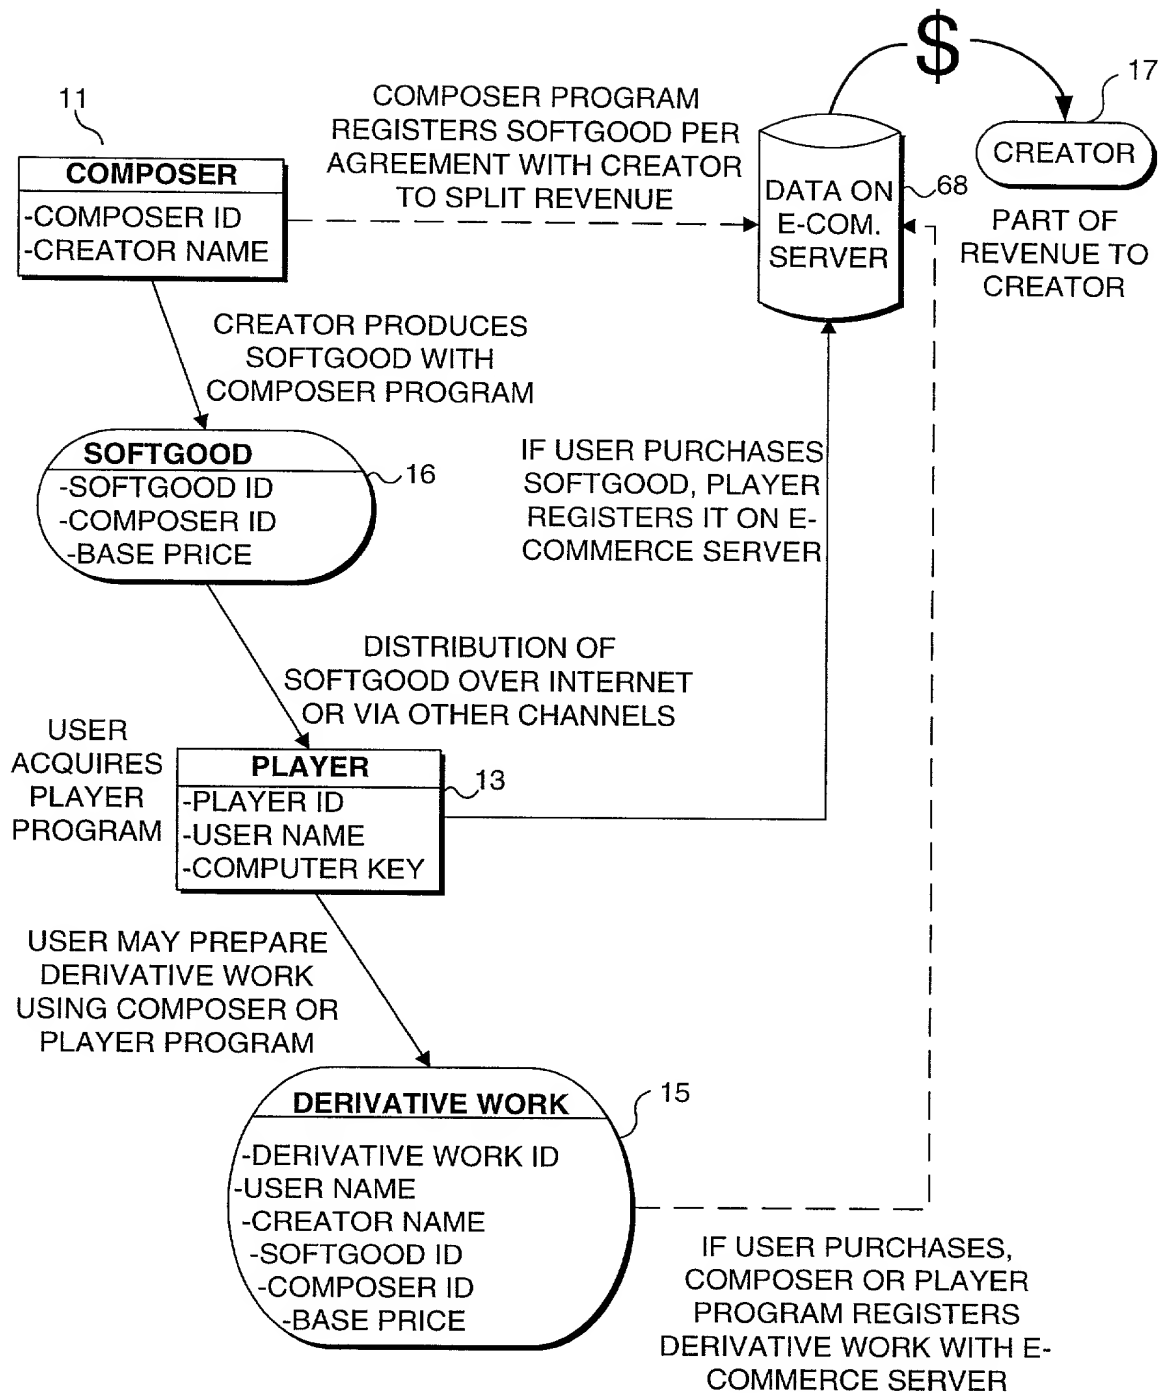 $
17
11
COMPOSER PROGRAM
REGISTERS SOFTGOOD PER
AGREEMENT WITH CREATOR
TO SPLIT REVENUE
CREATOR
COMPOSER
-COMPOSER ID
-CREATOR NAME
DATA ON
E-COM.
SERVER
68
PART OF
REVENUE TO
CREATOR
CREATOR PRODUCES
SOFTGOOD WITH
COMPOSER PROGRAM
SOFTGOOD
-SOFTGOOD ID
-COMPOSER ID
-BASE PRICE
16
IF USER PURCHASES
SOFTGOOD, PLAYER
REGISTERS IT ON E-
COMMERCE SERVER
DISTRIBUTION OF
SOFTGOOD OVER INTERNET
OR VIA OTHER CHANNELS
USER
ACQUIRES
PLAYER
PROGRAM
PLAYER
-PLAYER ID
-USER NAME
-COMPUTER KEY
13
USER MAY PREPARE
DERIVATIVE WORK
USING COMPOSER OR
PLAYER PROGRAM
15
DERIVATIVE WORK
-DERIVATIVE WORK ID
-USER NAME
-CREATOR NAME
-SOFTGOOD ID
-COMPOSER ID
-BASE PRICE
IF USER PURCHASES,
COMPOSER OR PLAYER
PROGRAM REGISTERS
DERIVATIVE WORK WITH E-
COMMERCE SERVER